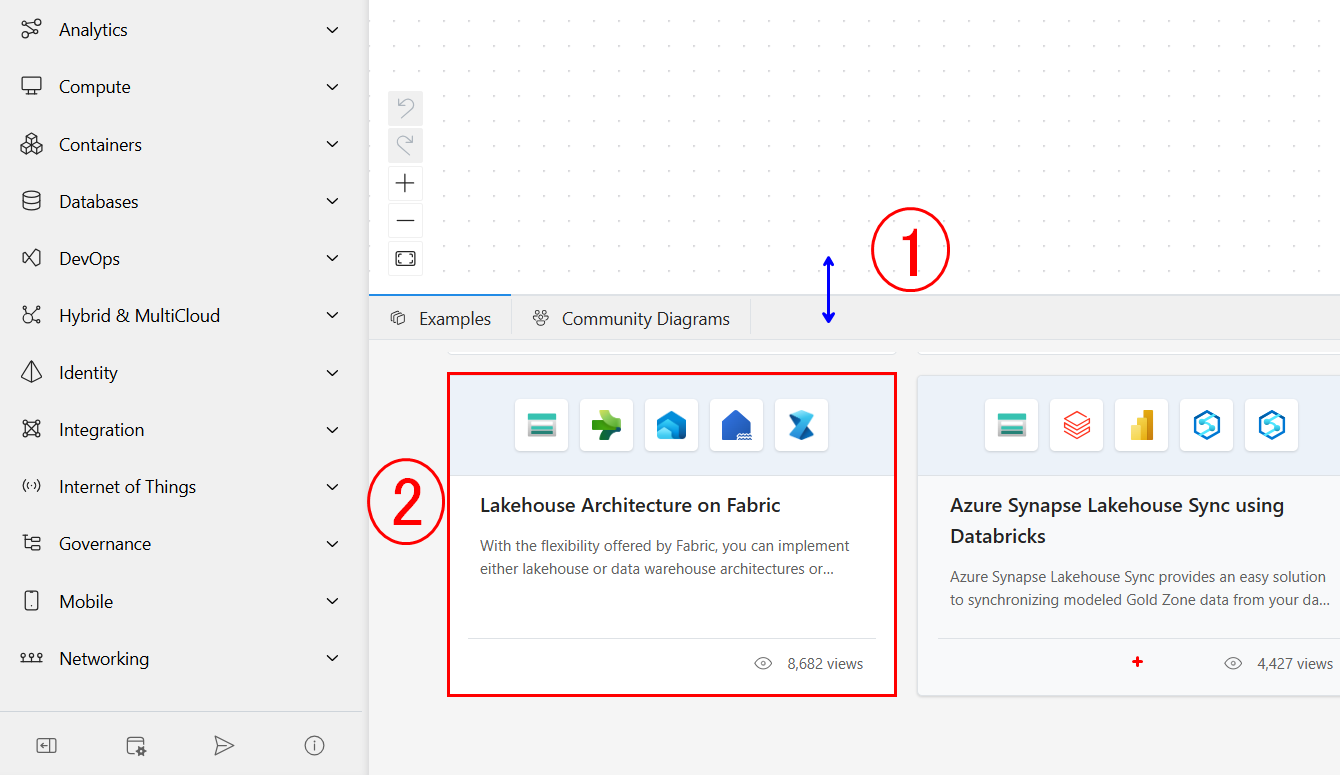 Analytics
Compute
Containers
Databases
DevOps
Hybrid & MultiCloud
Identity
Integration
Internet of Things
Governance
Mobile
Networking
1
Examples
Community Diagrams
2
Lakehouse Architecture on Fabric
With the flexibility offered by Fabric, you can implement
either lakehouse or data warehouse architectures or...
8,682 views
Azure Synapse Lakehouse Sync using
Databricks
Azure Synapse Lakehouse Sync provides an easy solution
to synchronizing modeled Gold Zone data from your da...
4,427 views